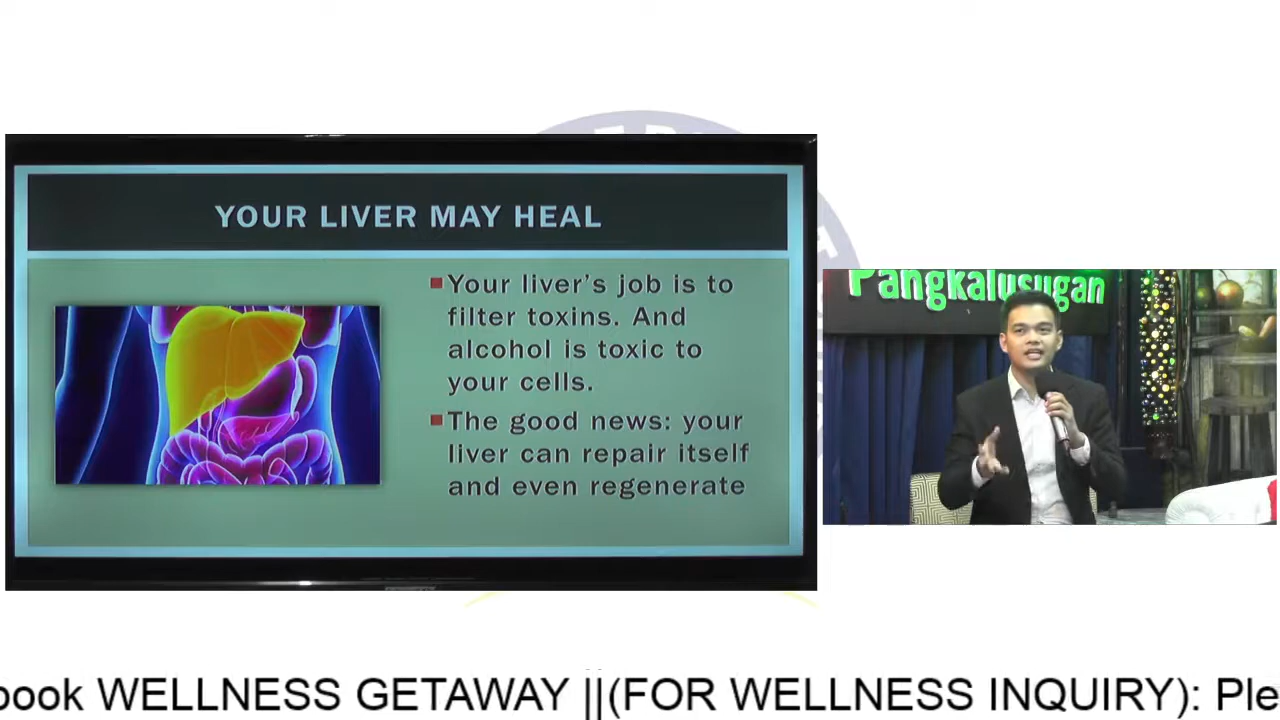 YOUR LIVER MAY HEAL
Your liver's job is to
filter toxins. And
alcohol is toxic to
your cells.
The good news: your
liver can repair itself
and even regenerate
Pangkalusugan
book WELLNESS GETAWAY ||(FOR WELLNESS INQUIRY): Ple